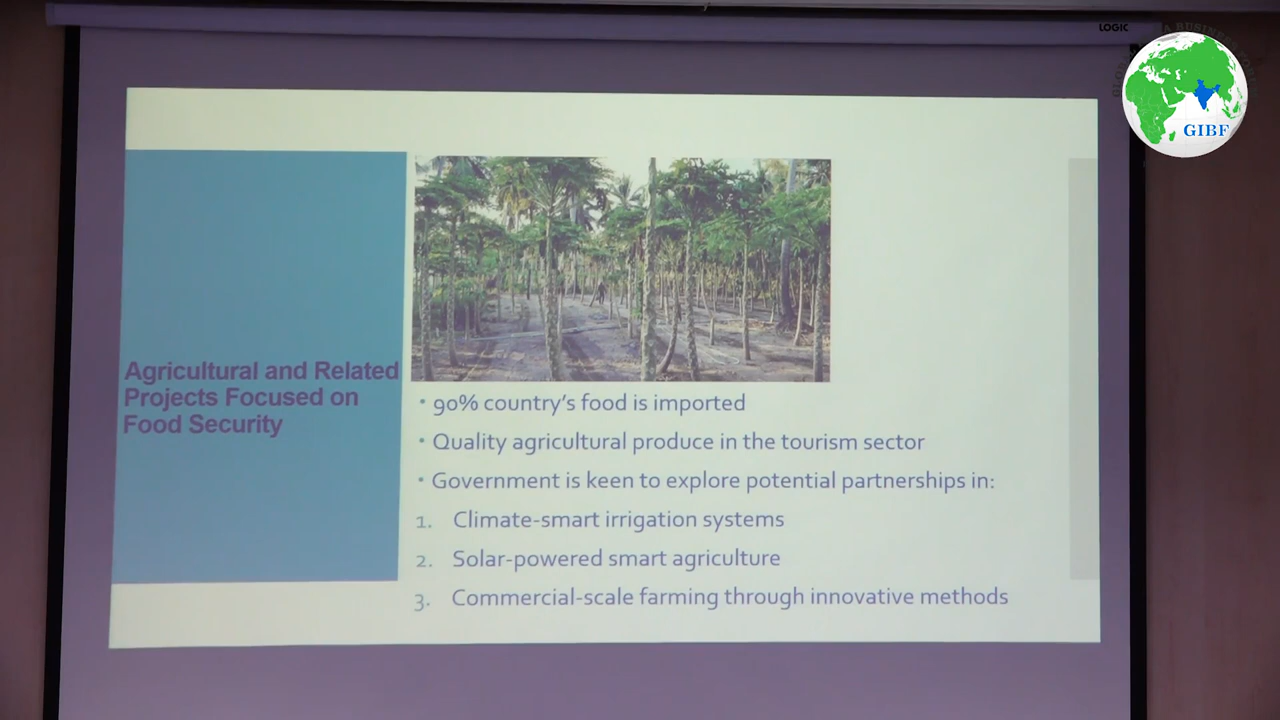 LOGIC
GIBF
Agricultural and Related
Projects Focused on
Food Security
• 90% country's food is imported
• Quality agricultural produce in the tourism sector
• Government is keen to explore potential partnerships in:
1. Climate-smart irrigation systems
2. Solar-powered smart agriculture
3. Commercial-scale farming through innovative methods